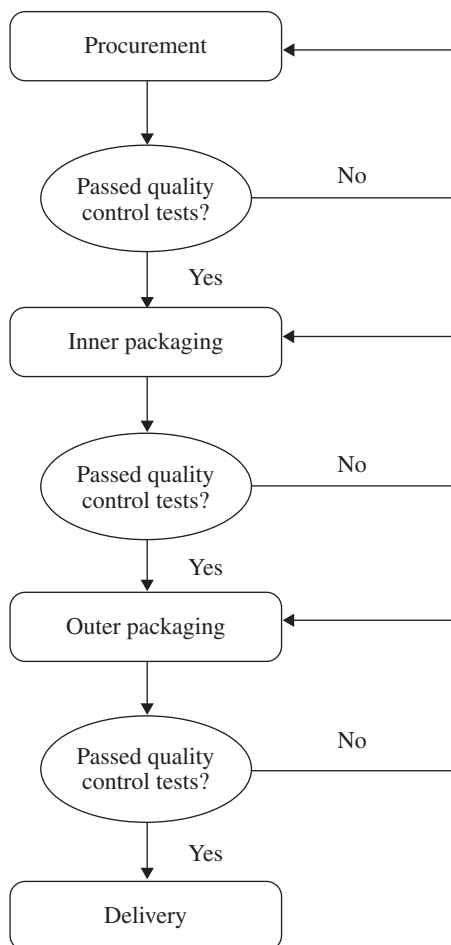 Procurement
Passed quality
control tests?
No
Yes
Inner packaging
Passed quality
control tests?
No
Yes
Outer packaging
Passed quality
control tests?
No
Yes
Delivery